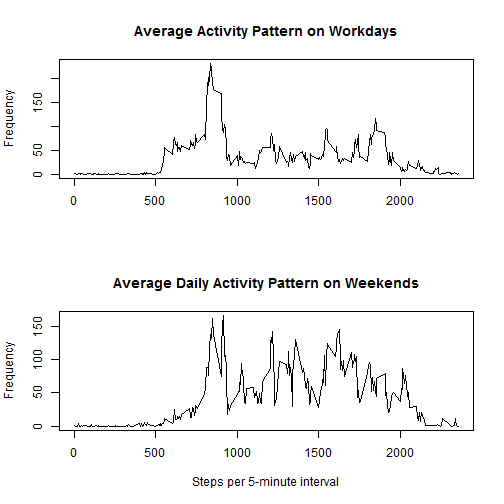 Average Activity Pattern on Workdays
Frequency
150
50
0
0 500 1000 1500 2000
Average Daily Activity Pattern on Weekends
Frequency
150
100
50
0
0 500 1000 1500 2000
Steps per 5-minute interval